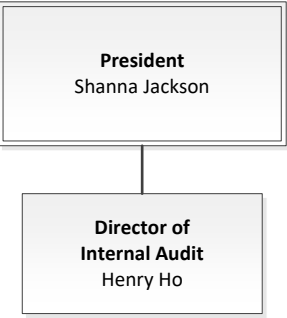 President
Shanna Jackson
Director of
Internal Audit
Henry Ho